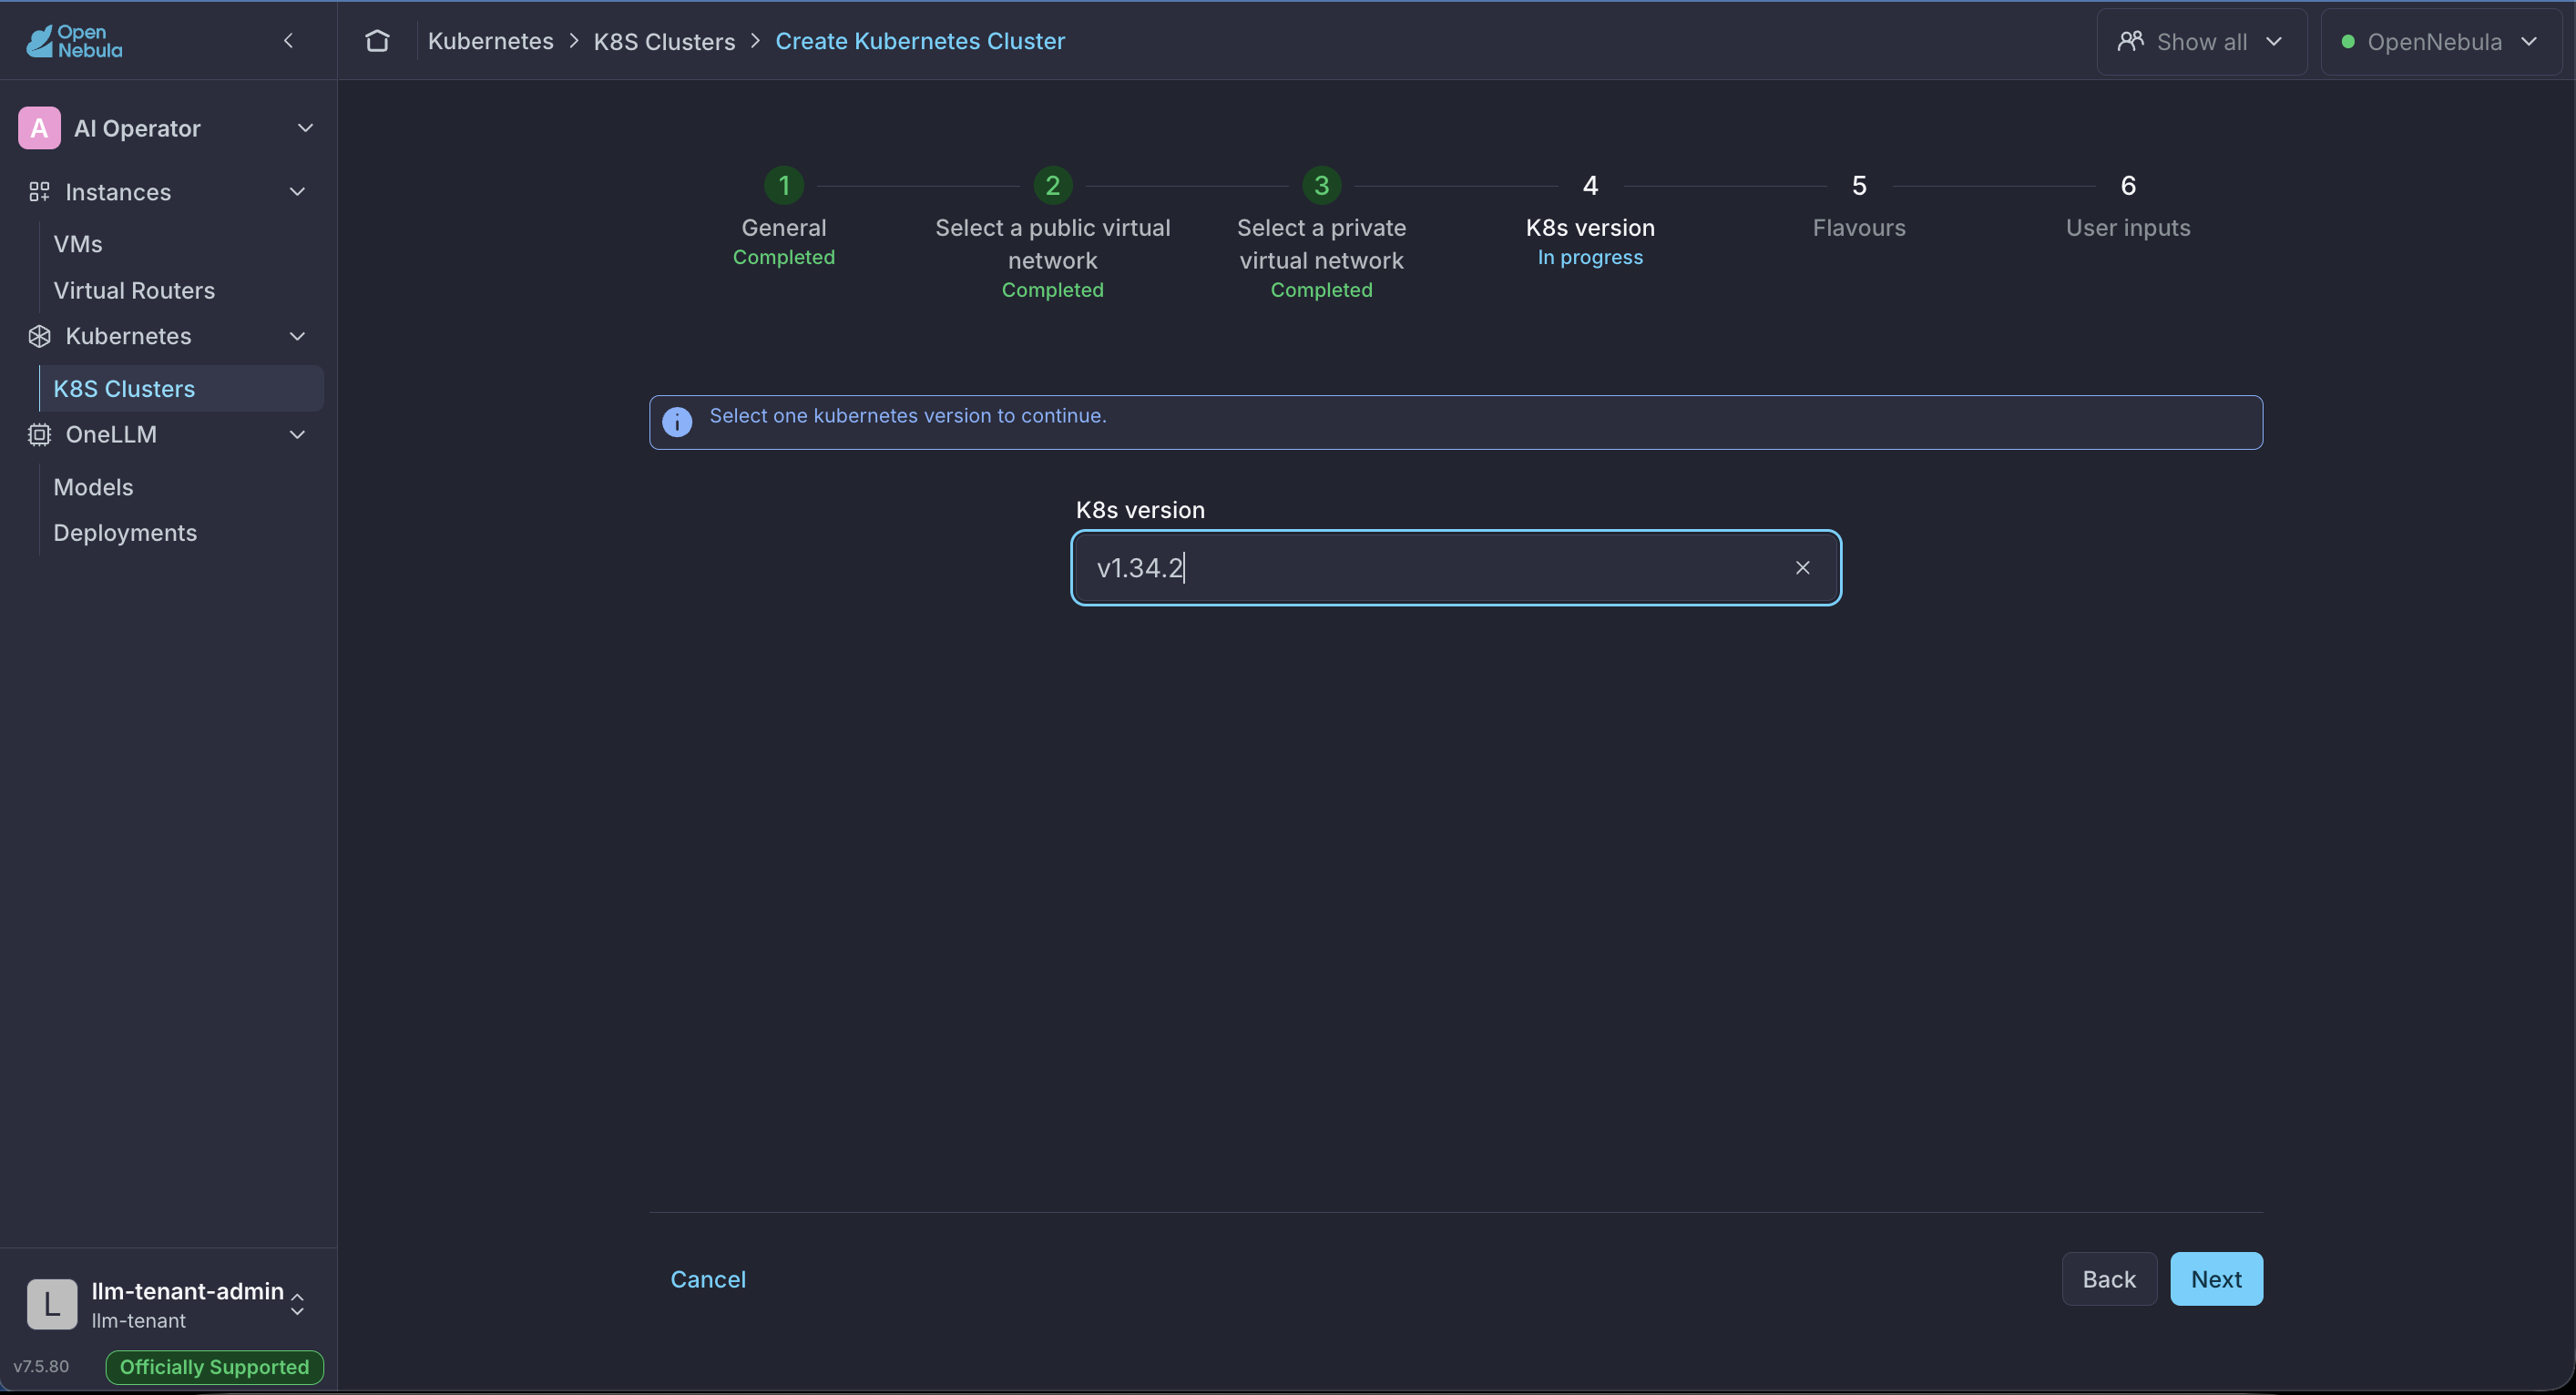 Open
Nebula
Kubernetes
K8S Clusters
Create Kubernetes Cluster
Show all
OpenNebula
A
AI Operator
Instances
VMs
Virtual Routers
Kubernetes
K8S Clusters
OneLLM
Models
Deployments
1
General
Completed
2
Select a public virtual
network
Completed
3
Select a private
virtual network
Completed
4
K8s version
In progress
5
Flavours
6
User inputs
Select one kubernetes version to continue.
K8s version
v1.34.2
Cancel
Back
Next
L
llm-tenant-admin
llm-tenant
v7.5.80
Officially Supported